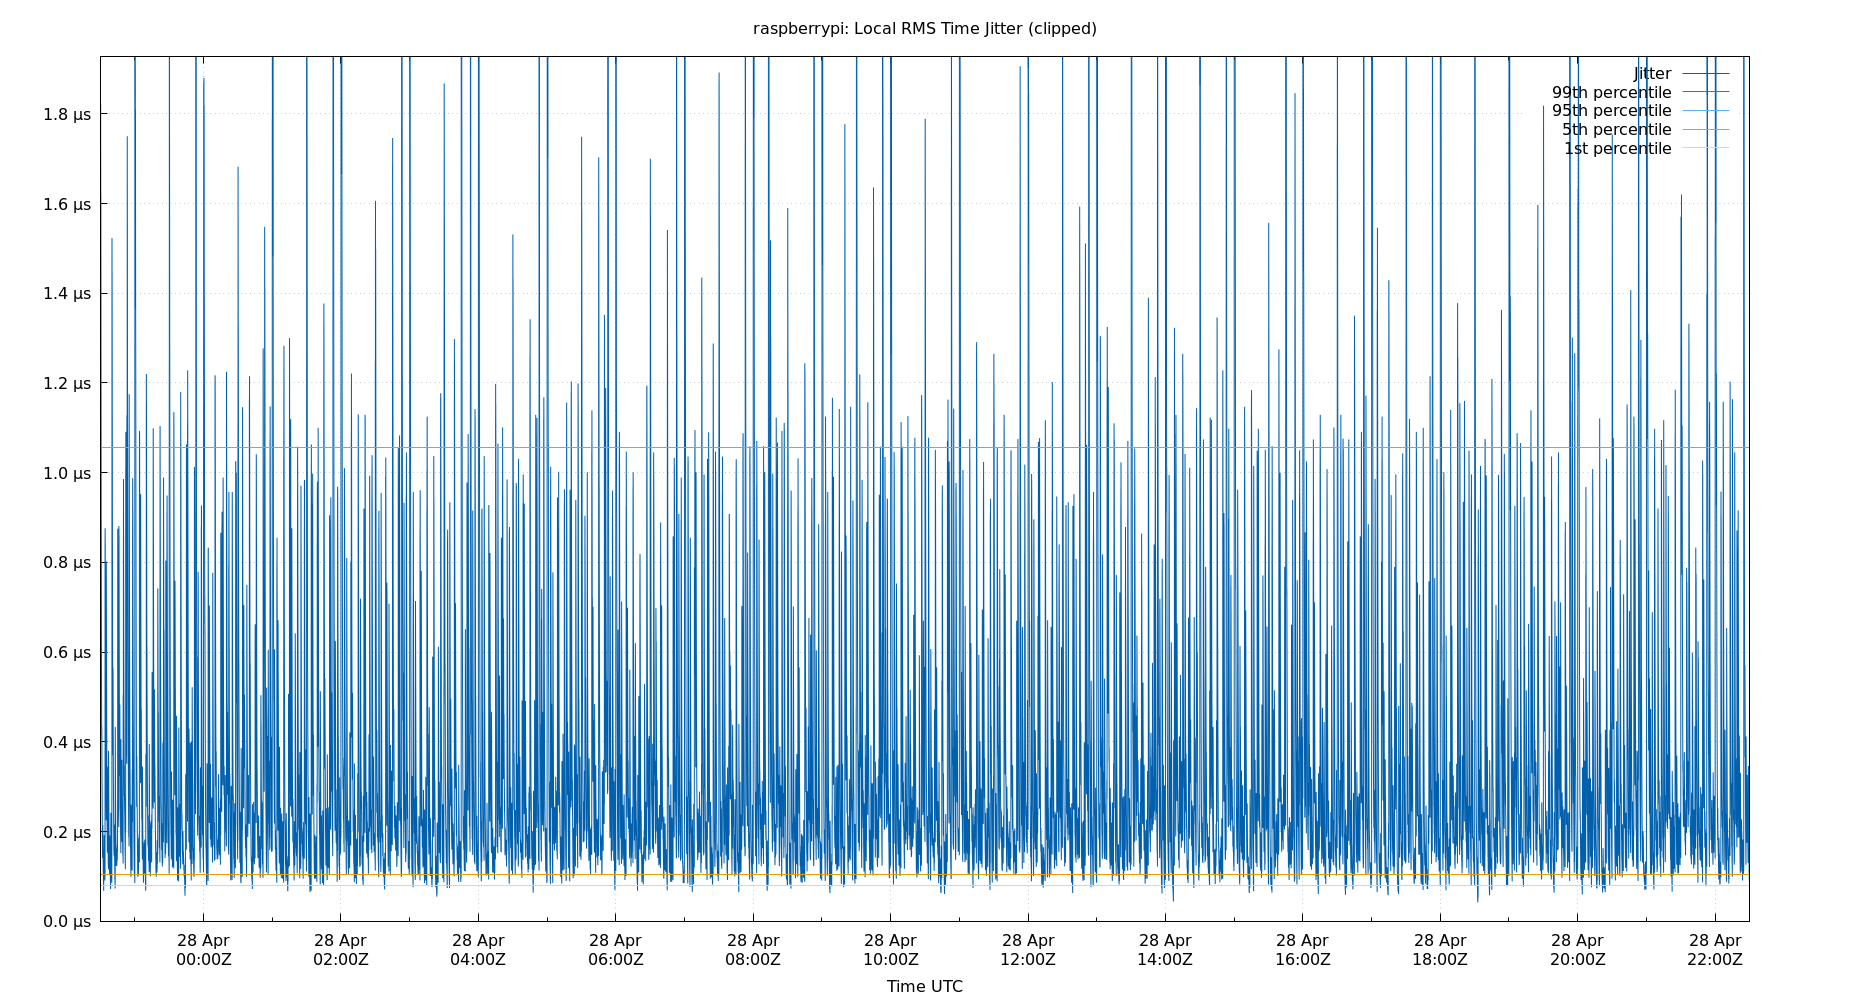 raspberrypi: Local RMS Time Jitter (clipped)
Jitter
99th percentile
95th percentile
5th percentile
1st percentile
1.8 µs
1.6 µs
1.4 µs
1.2 µs
1.0 µs
0.8 µs
0.6 µs
0.4 µs
0.2 µs
0.0 µs
28 Apr 28 Apr 28 Apr 28 Apr 28 Apr 28 Apr 28 Apr 28 Apr 28 Apr 28 Apr 28 Apr 28 Apr
00:00Z 02:00Z 04:00Z 06:00Z 08:00Z 10:00Z 12:00Z 14:00Z 16:00Z 18:00Z 20:00Z 22:00Z
Time UTC